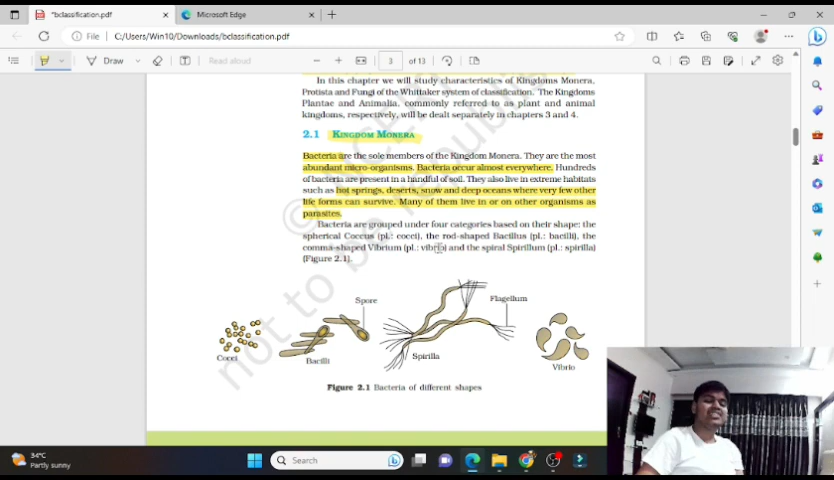 *bclassification.pdf
Microsoft Edge
File
C:/Users/Win10/Downloads/bclassification.pdf
Draw
Read aloud
3
of 13
In this chapter we will study characteristics of Kingdoms Monera,
Protista and Fungi of the Whittaker system of classification. The Kingdoms
Plantae and Animalia, commonly referred to as plant and animal
kingdoms, respectively, will be dealt separately in chapters 3 and 4.
2.1 KINGDOM MONERA
Bacteria are the sole members of the Kingdom Monera. They are the most
abundant micro-organisms. Bacteria occur almost everywhere. Hundreds
of bacteria are present in a handful of soil. They also live in extreme habitats
such as hot springs, deserts, snow and deep oceans where very few other
life forms can survive. Many of them live in or on other organisms as
parasites.
Bacteria are grouped under four categories based on their shape: the
spherical Coccus (pl.: cocci), the rod-shaped Bacillus (pl.: bacilli), the
comma-shaped Vibrium (pl.: vibrio) and the spiral Spirillum (pl.: spirilla)
(Figure 2.1).
Spore
Flagellum
Cocci
Bacilli
Spirilla
Vibrio
Figure 2.1 Bacteria of different shapes
not to be republished
34°C
Partly sunny
Search